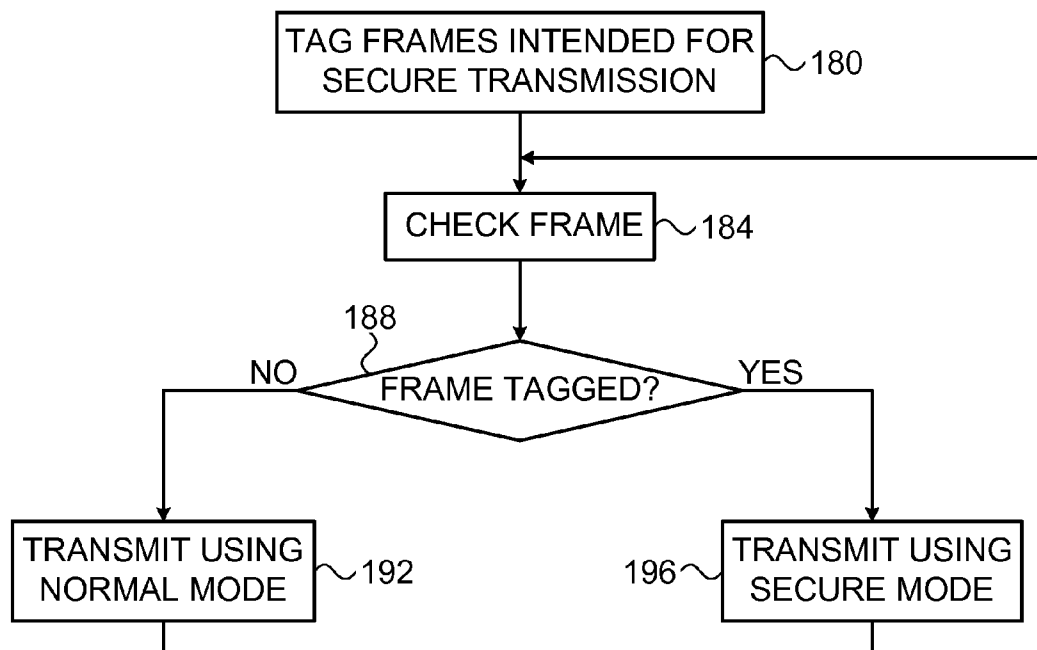 TAG FRAMES INTENDED FOR
SECURE TRANSMISSION
180
CHECK FRAME
184
188
NO
FRAME TAGGED?
YES
TRANSMIT USING
NORMAL MODE
192
196
TRANSMIT USING
SECURE MODE